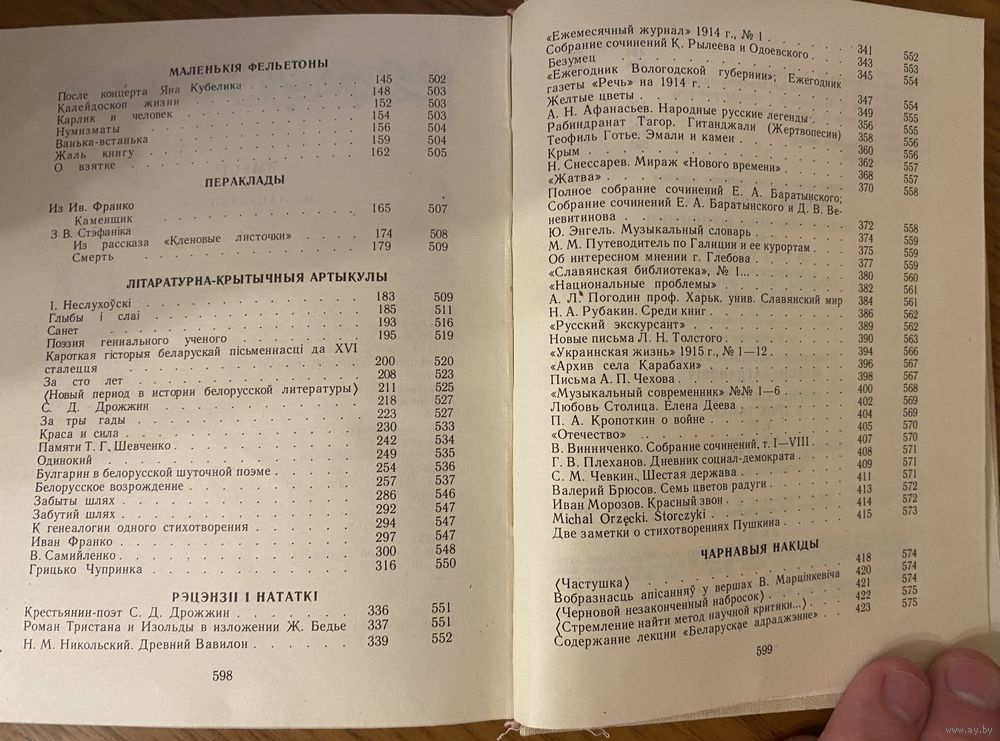 МАЛЕНЬКІЯ ФЕЛЬЕТОНЫ
После концерта Яна Кубелика . . . . 145 502
Калейдоскоп жизни . . . . 148 503
Карлик и человек . . . . 152 503
Нумизматы . . . . 154 503
Ванька-встанька . . . . 156 504
Жаль книгу . . . . 159 504
О взятке . . . . 162 505
ПЕРАКЛАДЫ
Из Ив. Франко
Каменщик . . . . 165 507
З В. Стэфаніка
Из рассказа «Кленовые листочки» . . . . 174 508
Смерть . . . . 179 509
ЛІТАРАТУРНА-КРЫТЫЧНЫЯ АРТЫКУЛЫ
І. Неслухоўскі . . . . 183 509
Глыбы і слаі . . . . 185 511
Санет . . . . 193 516
Поэзия гениального ученого . . . . 195 519
Кароткая гісторыя беларускай пісьменнасці да XVI
сталецця . . . . 200 520
За сто лет . . . . 208 523
〈Новый период в истории белорусской литературы〉 211 525
С. Д. Дрожжин . . . . 218 527
За тры гады . . . . 223 527
Краса и сила . . . . 230 533
Памяти Т. Г. Шевченко . . . . 242 534
Одинокий . . . . 249 535
Булгарин в белорусской шуточной поэме . . . . 254 536
Белорусское возрождение . . . . 257 537
Забыты шлях . . . . 286 546
Забутий шлях . . . . 292 547
К генеалогии одного стихотворения . . . . 294 547
Иван Франко . . . . 297 547
В. Самийленко . . . . 300 548
Грицько Чупринка . . . . 316 550
РЭЦЭНЗІІ І НАТАТКІ
Крестьянин-поэт С. Д. Дрожжин . . . . 336 551
Роман Тристана и Изольды в изложении Ж. Бедье 337 551
Н. М. Никольский. Древний Вавилон . . . . 339 552
598
«Ежемесячный журнал» 1914 г., № 1 . . . . 341 552
Собрание сочинений К. Рылеева и Одоевского . . . . 343 553
Безумец . . . . 345 554
«Ежегодник Вологодской губернии»; Ежегодник
газеты «Речь» на 1914 г. . . . . 347 554
Желтые цветы . . . . 349 555
А. Н. Афанасьев. Народные русские легенды . . . . 356 555
Рабиндранат Тагор. Гитанджали (Жертвопесни) 358 556
Теофиль Готье. Эмали и камеи . . . . 360 556
Крым . . . . 362 557
Н. Снессарев. Мираж «Нового времени» . . . . 368 557
«Жатва» . . . . 370 558
Полное собрание сочинений Е. А. Баратынского;
Собрание сочинений Е. А. Баратынского и Д. В. Ве-
невитинова . . . . 372 558
Ю. Энгель. Музыкальный словарь . . . . 374 559
М. М. Путеводитель по Галиции и ее курортам . . . . 375 559
Об интересном мнении г. Глебова . . . . 377 559
«Славянская библиотека», № 1... . . . . 380 560
«Национальные проблемы» . . . . 382 561
А. Л. Погодин проф. Харьк. унив. Славянский мир 384 561
Н. А. Рубакин. Среди книг . . . . 386 562
«Русский экскурсант» . . . . 389 562
Новые письма Л. Н. Толстого . . . . 390 563
«Украинская жизнь» 1915 г., № 1—12 . . . . 394 566
«Архив села Карабахи» . . . . 396 567
Письма А. П. Чехова . . . . 398 567
«Музыкальный современник» №№ 1—6 . . . . 400 568
Любовь Столица. Елена Деева . . . . 402 569
П. А. Кропоткин о войне . . . . 404 569
«Отечество» . . . . 405 570
В. Винниченко. Собрание сочинений, т. I—VIII . . . . 407 570
Г. В. Плеханов. Дневник социал-демократа . . . . 408 571
С. М. Чевкин. Шестая держава . . . . 409 571
Валерий Брюсов. Семь цветов радуги . . . . 411 571
Иван Морозов. Красный звон . . . . 413 572
Michał Orzęcki. Storczyki . . . . 414 572
Две заметки о стихотворениях Пушкина . . . . 415 573
ЧАРНАВЫЯ НАКІДЫ
〈Частушка〉 . . . . 418 574
Вобразнасць апісанняў у вершах В. Марцінкевіча 420 574
〈Черновой незаконченный набросок〉 . . . . 421 574
〈Стремление найти метод научной критики...〉 . . . . 422 575
Содержание лекции «Беларускае адраджэнне» . . . . 423 575
599
www.ay.by